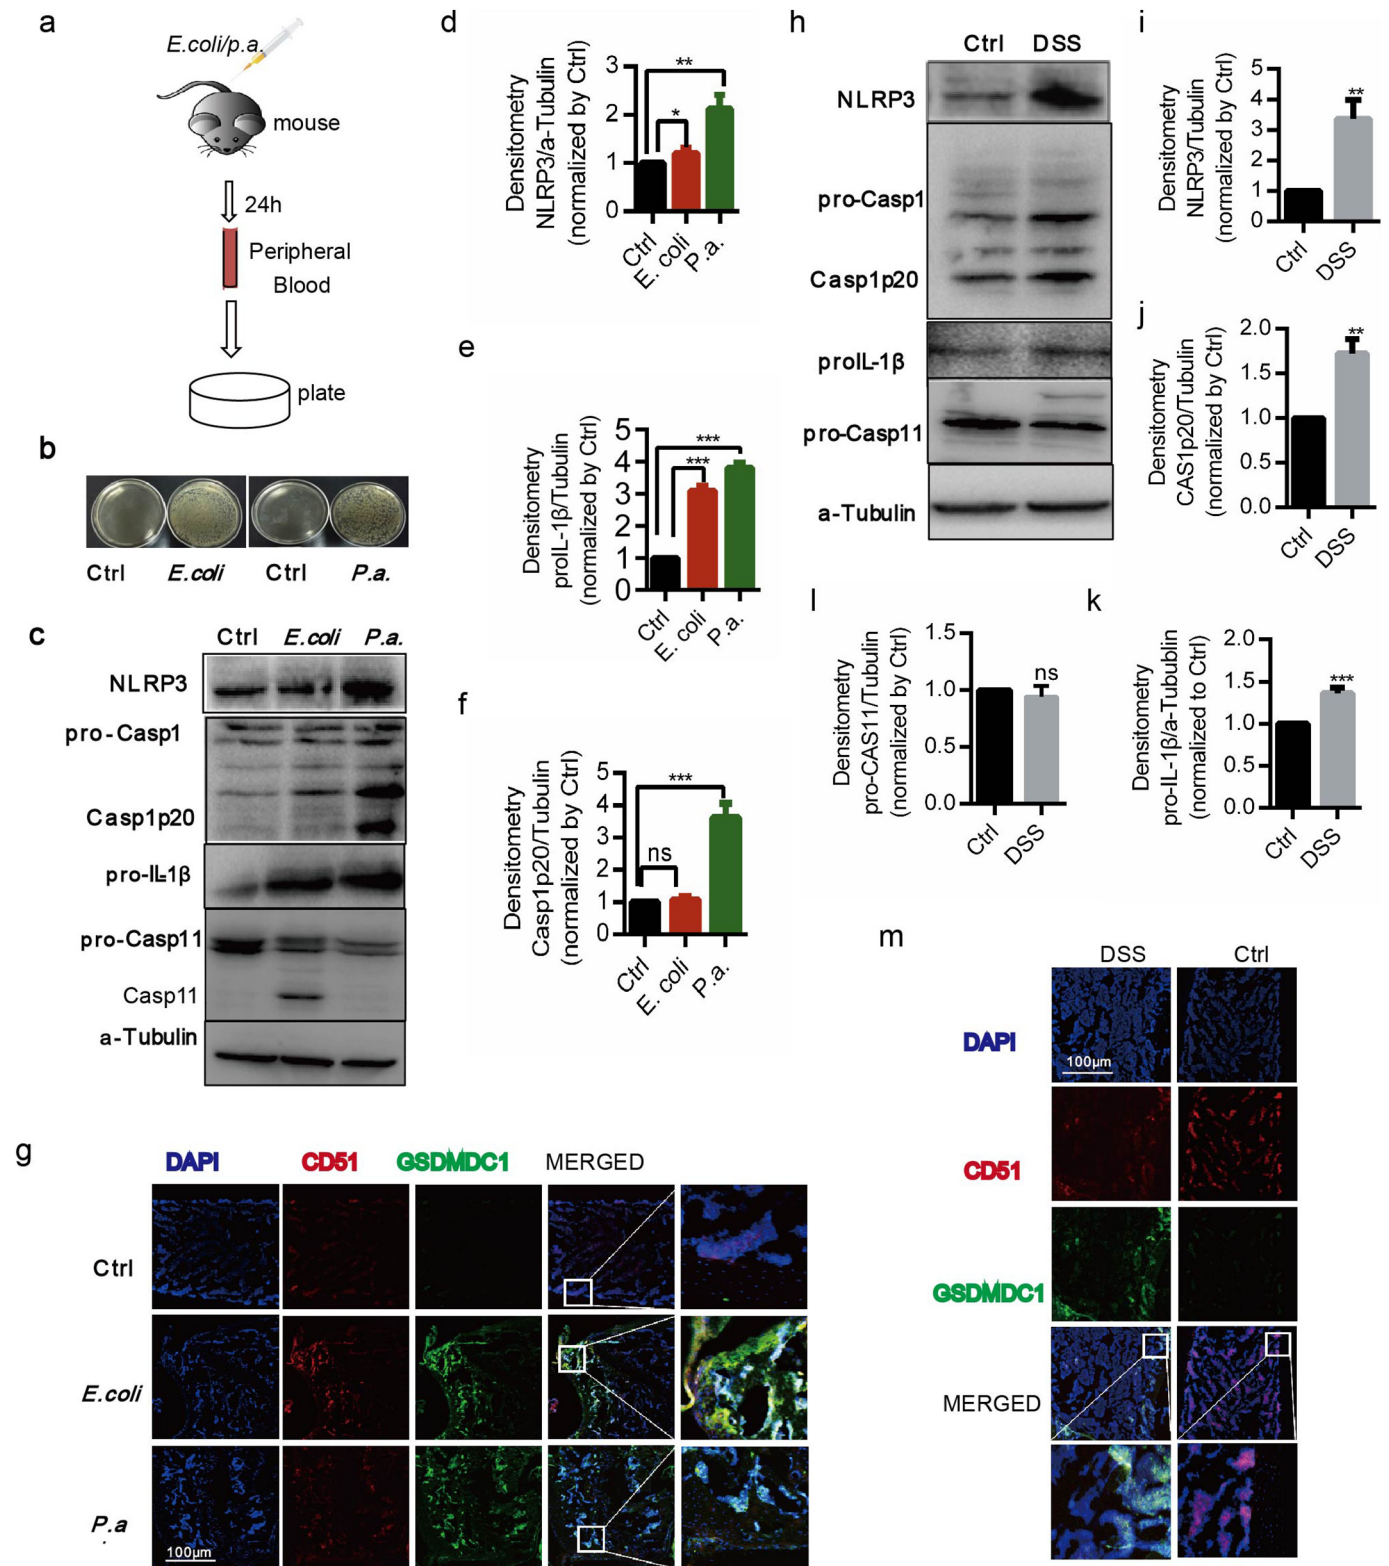 a
E.coli/p.a.
mouse
24h
Peripheral
Blood
plate
b
Ctrl E.coli Ctrl P.a.
c
Ctrl E.coli P.a.
NLRP3
pro-Casp1
Casp1p20
pro-IL-1β
pro-Casp11
Casp11
a-Tubulin
d
Densitometry
NLRP3/a-Tubulin
(normalized by Ctrl)
3
2
1
0
**
*
Ctrl
E. coli
P.a.
e
Densitometry
proIL-1β/Tubulin
(normalized by Ctrl)
5
4
3
2
1
0
***
***
Ctrl
E. coli
P.a.
f
Densitometry
Casp1p20/Tubulin
(normalized by Ctrl)
5
4
3
2
1
0
***
ns
Ctrl
E. coli
P.a.
g
DAPI CD51 GSDMDC1 MERGED
Ctrl
E.coli
P.a
.
100μm
h
Ctrl DSS
NLRP3
pro-Casp1
Casp1p20
proIL-1β
pro-Casp11
a-Tubulin
i
Densitometry
NLRP3/Tubulin
(normalized by Ctrl)
5
4
3
2
1
0
**
Ctrl
DSS
j
Densitometry
CAS1p20/Tubulin
(normalized by Ctrl)
2.0
1.5
1.0
0.5
0.0
**
Ctrl
DSS
l
Densitometry
pro-CAS11/Tubulin
(normalized by Ctrl)
1.5
1.0
0.5
0.0
ns
Ctrl
DSS
k
Densitometry
pro-IL-1β/a-Tubublin
(normalized to Ctrl)
2.0
1.5
1.0
0.5
0.0
***
Ctrl
DSS
m
DSS Ctrl
DAPI
100μm
CD51
GSDMDC1
MERGED